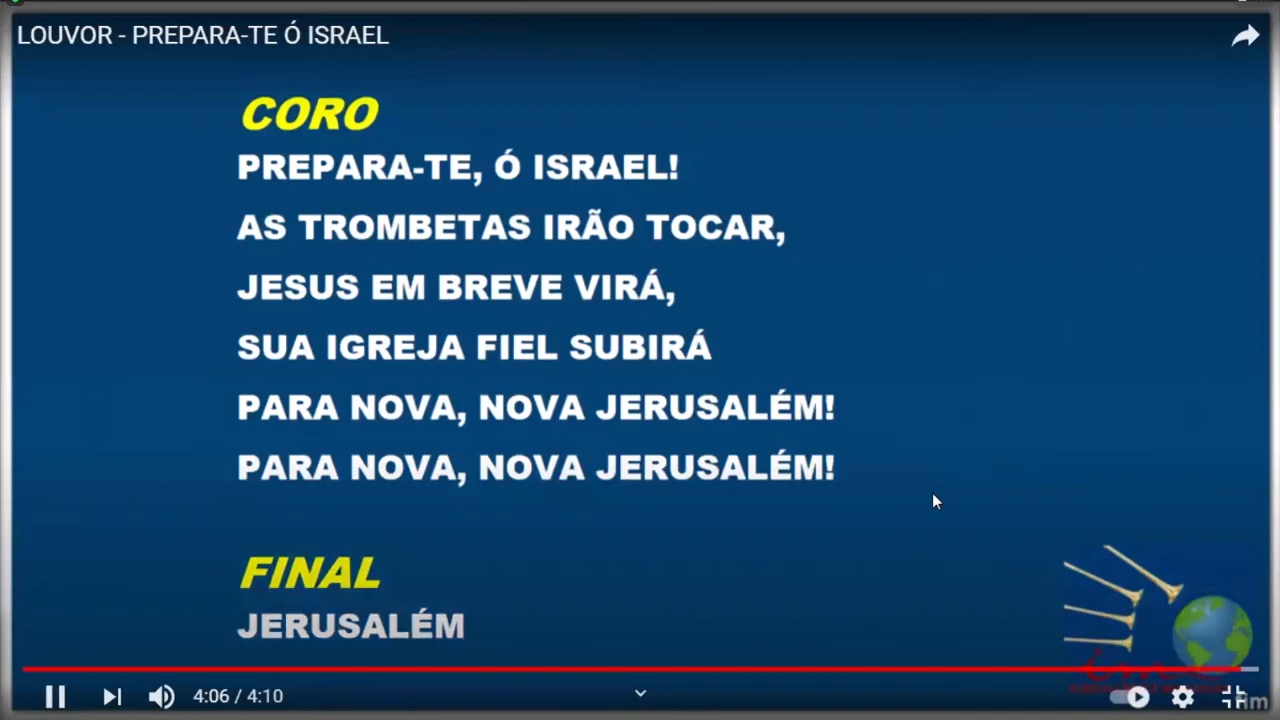 LOUVOR - PREPARA-TE Ó ISRAEL
CORO
PREPARA-TE, Ó ISRAEL!
AS TROMBETAS IRÃO TOCAR,
JESUS EM BREVE VIRÁ,
SUA IGREJA FIEL SUBIRÁ
PARA NOVA, NOVA JERUSALÉM!
PARA NOVA, NOVA JERUSALÉM!
FINAL
JERUSALÉM
4:06 / 4:10
fim